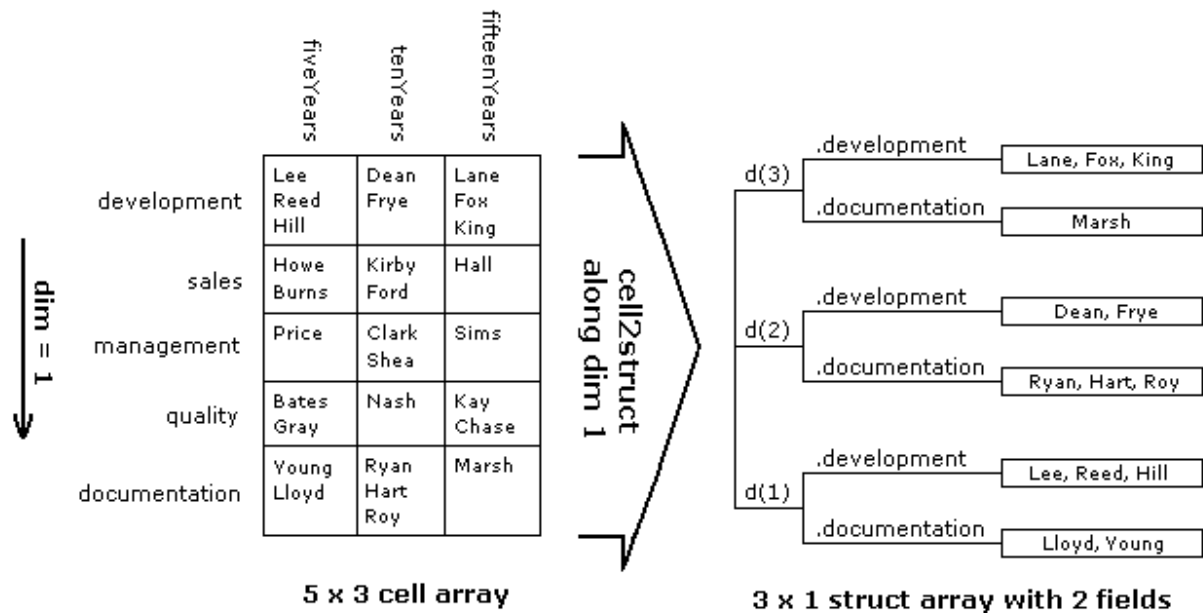 fiveYears
tenYears
fifteenYears
development
Lee
Reed
Hill
Dean
Frye
Lane
Fox
King
sales
Howe
Burns
Kirby
Ford
Hall
management
Price
Clark
Shea
Sims
quality
Bates
Gray
Nash
Kay
Chase
documentation
Young
Lloyd
Ryan
Hart
Roy
Marsh
dim = 1
5 x 3 cell array
cell2struct
along dim 1
d(3)
.development
Lane, Fox, King
.documentation
Marsh
d(2)
.development
Dean, Frye
.documentation
Ryan, Hart, Roy
d(1)
.development
Lee, Reed, Hill
.documentation
Lloyd, Young
3 x 1 struct array with 2 fields